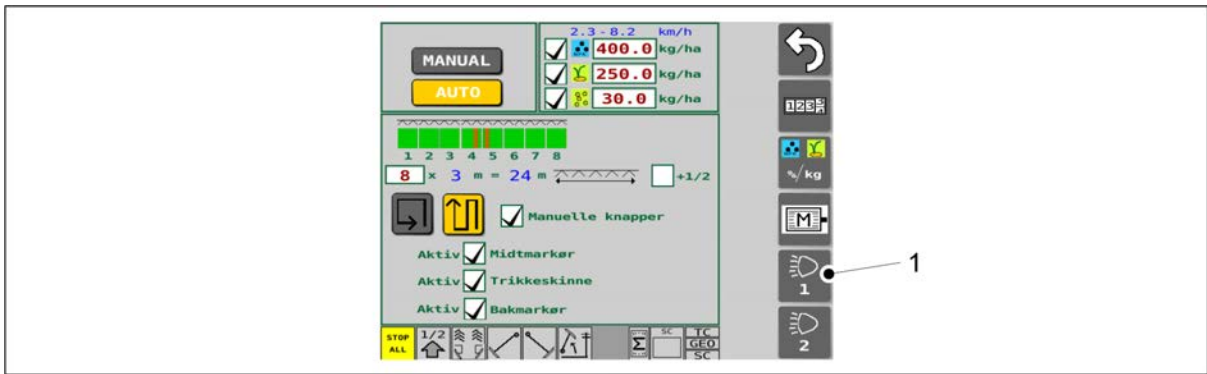 2.3-8.2 km/h
MANUAL
400.0 kg/ha
250.0 kg/ha
AUTO
30.0 kg/ha
1 2 3 4 5 6 7 8
8 x 3 m = 24 m +1/2
Manuelle knapper
Aktiv Midtmarkør
Aktiv Trikkeskinne
Aktiv Bakmarkør
STOP
ALL
1/2
Σ
SC
TC
GEO
SC
123
%/kg
M
1
2
1